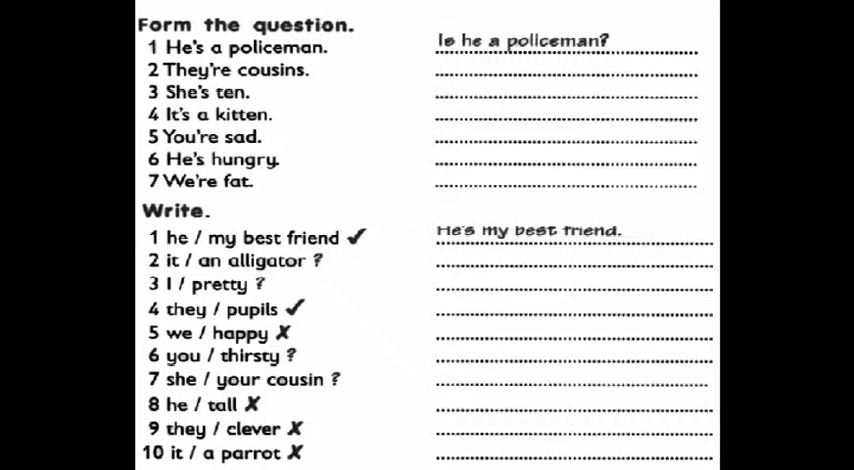 Form the question.
1 He's a policeman. Is he a policeman?
2 They're cousins.
3 She's ten.
4 It's a kitten.
5 You're sad.
6 He's hungry.
7 We're fat.
Write.
1 he / my best friend ✓ He's my best friend.
2 it / an alligator ?
3 I / pretty ?
4 they / pupils ✓
5 we / happy ✗
6 you / thirsty ?
7 she / your cousin ?
8 he / tall ✗
9 they / clever ✗
10 it / a parrot ✗